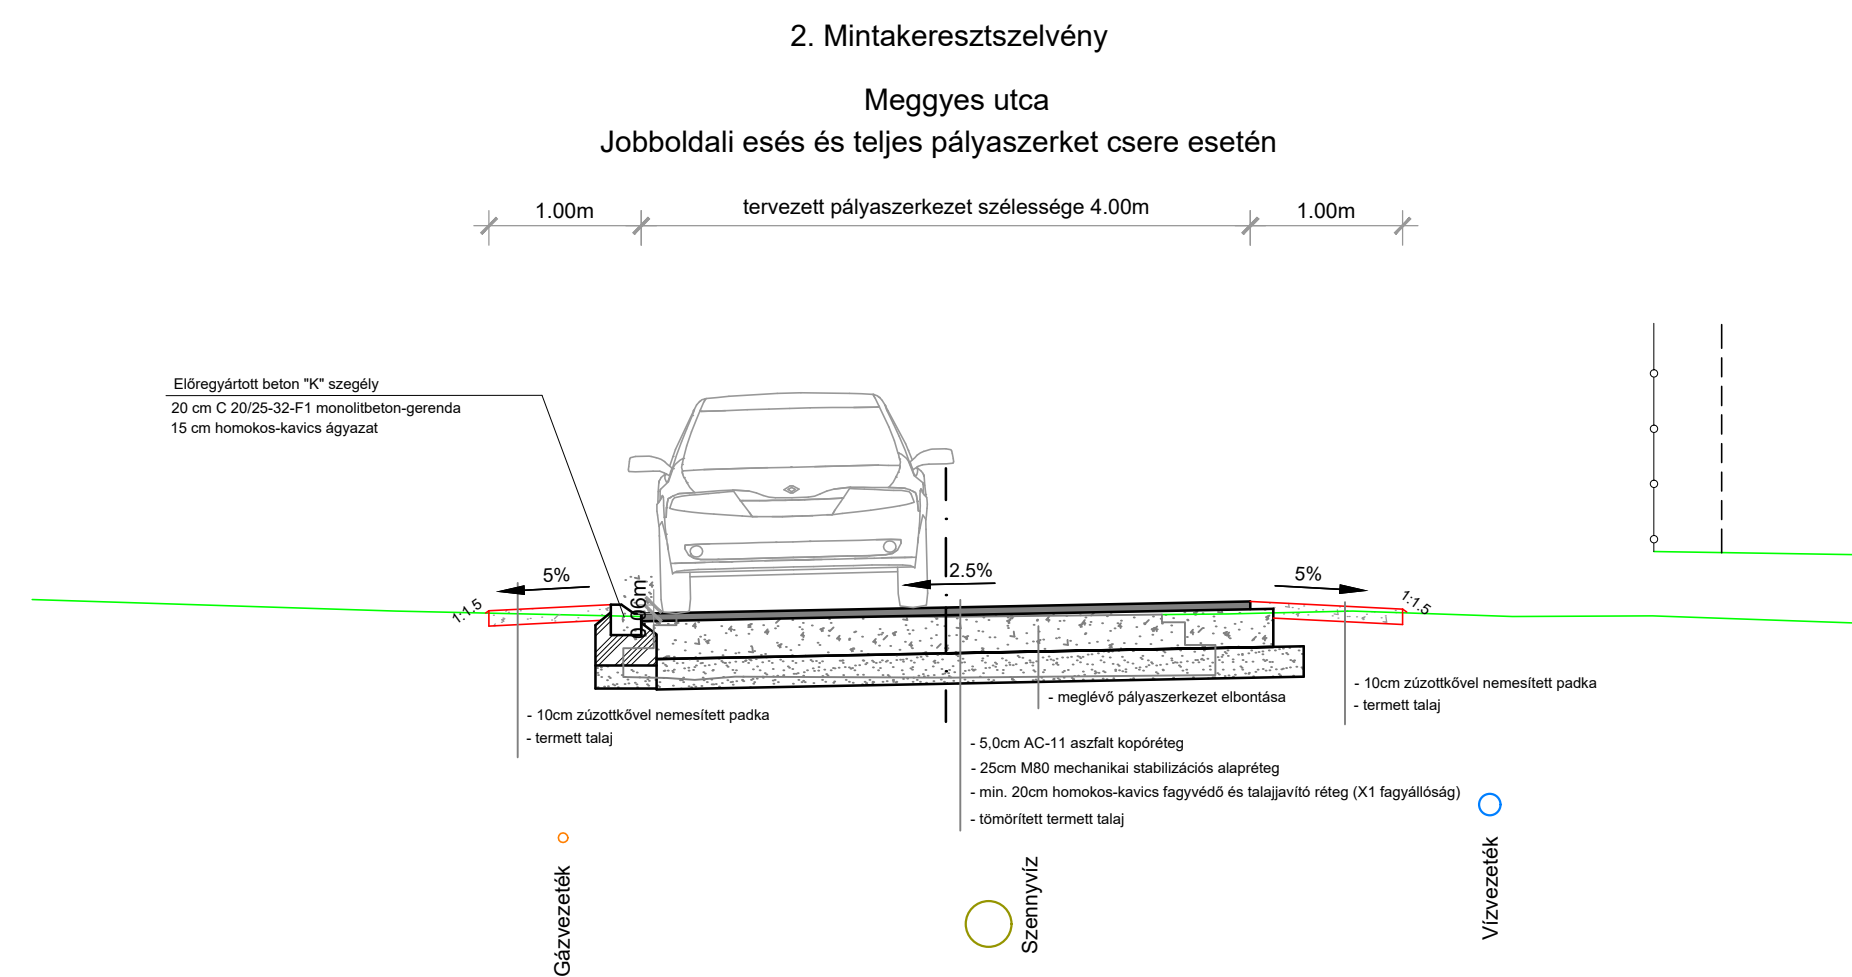 2. Mintakeresztszelvény
Meggyes utca
Jobboldali esés és teljes pályaszerket csere esetén
1.00m
tervezett pályaszerkezet szélessége 4.00m
1.00m
Előregyártott beton "K" szegély
20 cm C 20/25-32-F1 monolitbeton-gerenda
15 cm homokos-kavics ágyazat
5%
2.5%
5%
1:1.5
0.06m
1:1.5
- 10cm zúzottkővel nemesített padka
- termett talaj
- meglévő pályaszerkezet elbontása
- 10cm zúzottkővel nemesített padka
- termett talaj
- 5,0cm AC-11 aszfalt kopóréteg
- 25cm M80 mechanikai stabilizációs alapréteg
- min. 20cm homokos-kavics fagyvédő és talajjavító réteg (X1 fagyállóság)
- tömörített termett talaj
Gázvezeték
Szennyvíz
Vízvezeték